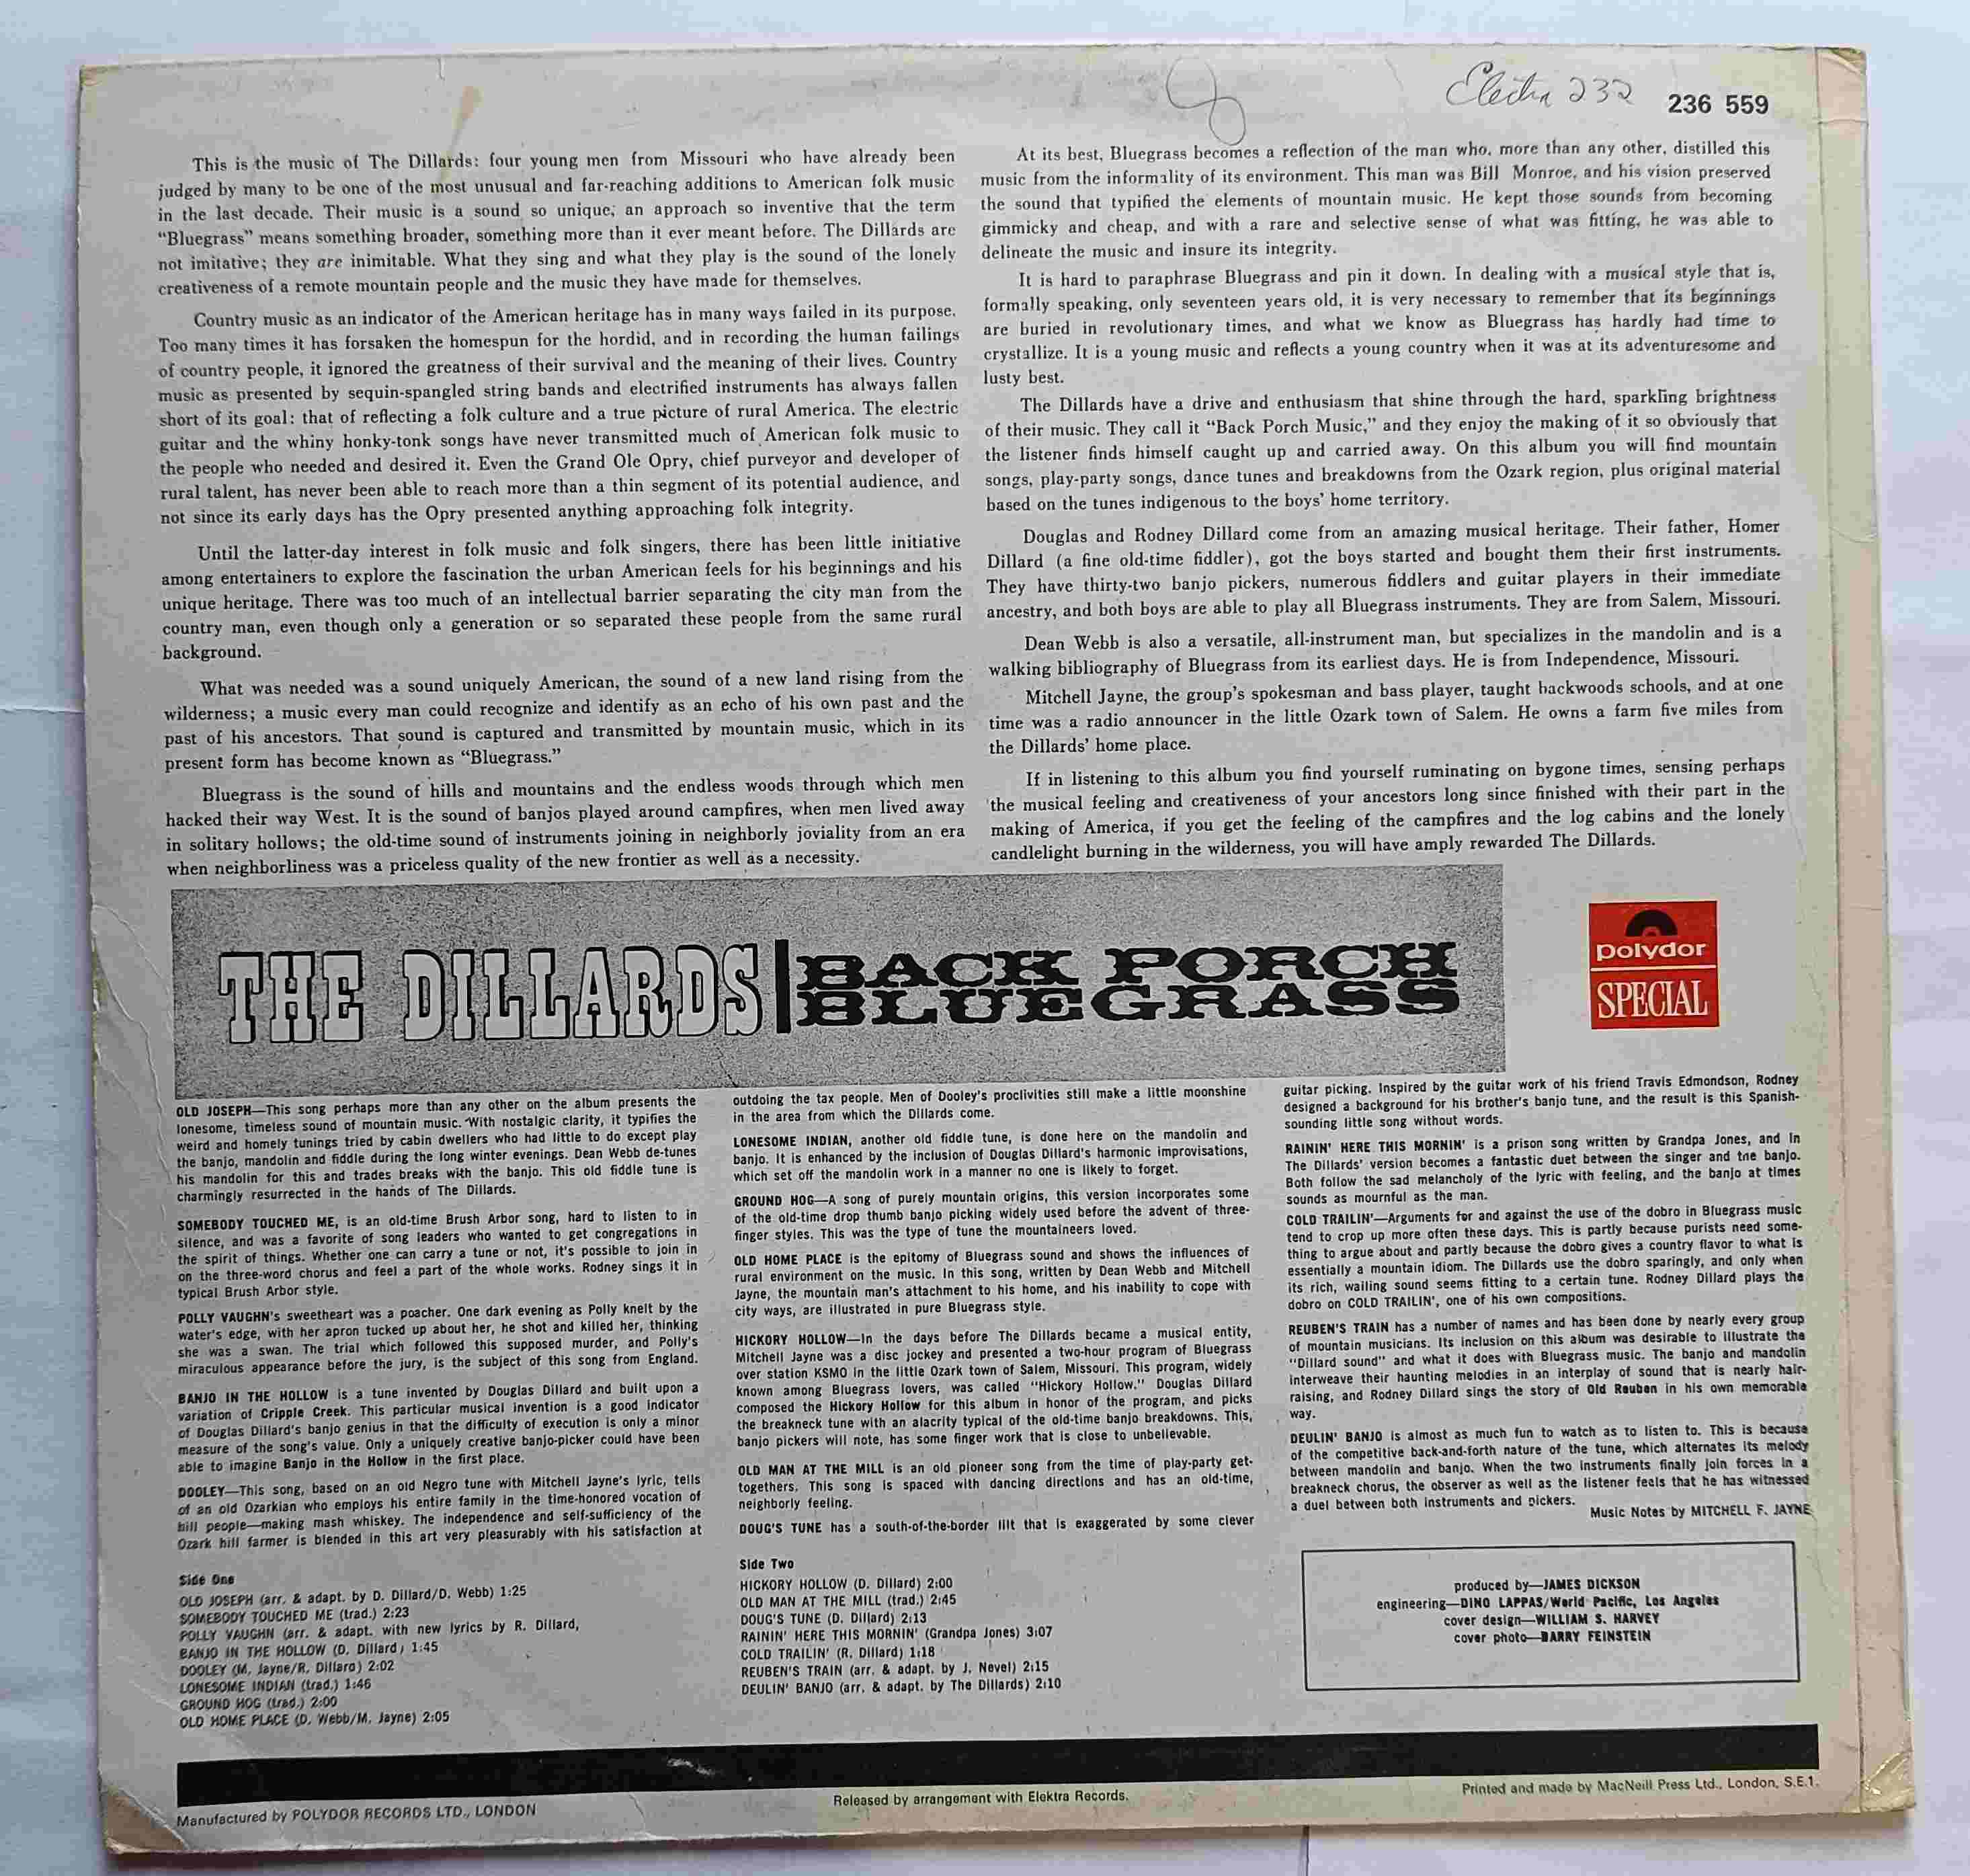 Electra 232
236 559
This is the music of The Dillards: four young men from Missouri who have already been
judged by many to be one of the most unusual and far-reaching additions to American folk music
in the last decade. Their music is a sound so unique, an approach so inventive that the term
“Bluegrass” means something broader, something more than it ever meant before. The Dillards are
not imitative; they are inimitable. What they sing and what they play is the sound of the lonely
creativeness of a remote mountain people and the music they have made for themselves.
Country music as an indicator of the American heritage has in many ways failed in its purpose.
Too many times it has forsaken the homespun for the hordid, and in recording the human failings
of country people, it ignored the greatness of their survival and the meaning of their lives. Country
music as presented by sequin-spangled string bands and electrified instruments has always fallen
short of its goal: that of reflecting a folk culture and a true picture of rural America. The electric
guitar and the whiny honky-tonk songs have never transmitted much of American folk music to
the people who needed and desired it. Even the Grand Ole Opry, chief purveyor and developer of
rural talent, has never been able to reach more than a thin segment of its potential audience, and
not since its early days has the Opry presented anything approaching folk integrity.
Until the latter-day interest in folk music and folk singers, there has been little initiative
among entertainers to explore the fascination the urban American feels for his beginnings and his
unique heritage. There was too much of an intellectual barrier separating the city man from the
country man, even though only a generation or so separated these people from the same rural
background.
What was needed was a sound uniquely American, the sound of a new land rising from the
wilderness; a music every man could recognize and identify as an echo of his own past and the
past of his ancestors. That sound is captured and transmitted by mountain music, which in its
present form has become known as “Bluegrass.”
Bluegrass is the sound of hills and mountains and the endless woods through which men
hacked their way West. It is the sound of banjos played around campfires, when men lived away
in solitary hollows; the old-time sound of instruments joining in neighborly joviality from an era
when neighborliness was a priceless quality of the new frontier as well as a necessity.
At its best, Bluegrass becomes a reflection of the man who, more than any other, distilled this
music from the informality of its environment. This man was Bill Monroe, and his vision preserved
the sound that typified the elements of mountain music. He kept those sounds from becoming
gimmicky and cheap, and with a rare and selective sense of what was fitting, he was able to
delineate the music and insure its integrity.
It is hard to paraphrase Bluegrass and pin it down. In dealing with a musical style that is,
formally speaking, only seventeen years old, it is very necessary to remember that its beginnings
are buried in revolutionary times, and what we know as Bluegrass has hardly had time to
crystallize. It is a young music and reflects a young country when it was at its adventuresome and
lusty best.
The Dillards have a drive and enthusiasm that shine through the hard, sparkling brightness
of their music. They call it “Back Porch Music,” and they enjoy the making of it so obviously that
the listener finds himself caught up and carried away. On this album you will find mountain
songs, play-party songs, dance tunes and breakdowns from the Ozark region, plus original material
based on the tunes indigenous to the boys’ home territory.
Douglas and Rodney Dillard come from an amazing musical heritage. Their father, Homer
Dillard (a fine old-time fiddler), got the boys started and bought them their first instruments.
They have thirty-two banjo pickers, numerous fiddlers and guitar players in their immediate
ancestry, and both boys are able to play all Bluegrass instruments. They are from Salem, Missouri.
Dean Webb is also a versatile, all-instrument man, but specializes in the mandolin and is a
walking bibliography of Bluegrass from its earliest days. He is from Independence, Missouri.
Mitchell Jayne, the group’s spokesman and bass player, taught backwoods schools, and at one
time was a radio announcer in the little Ozark town of Salem. He owns a farm five miles from
the Dillards’ home place.
If in listening to this album you find yourself ruminating on bygone times, sensing perhaps
the musical feeling and creativeness of your ancestors long since finished with their part in the
making of America, if you get the feeling of the campfires and the log cabins and the lonely
candlelight burning in the wilderness, you will have amply rewarded The Dillards.
THE DILLARDS
BACK PORCH
BLUEGRASS
polydor
SPECIAL
OLD JOSEPH—This song perhaps more than any other on the album presents the
lonesome, timeless sound of mountain music. With nostalgic clarity, it typifies the
weird and homely tunings tried by cabin dwellers who had little to do except play
the banjo, mandolin and fiddle during the long winter evenings. Dean Webb de-tunes
his mandolin for this and trades breaks with the banjo. This old fiddle tune is
charmingly resurrected in the hands of The Dillards.
SOMEBODY TOUCHED ME, is an old-time Brush Arbor song, hard to listen to in
silence, and was a favorite of song leaders who wanted to get congregations in
the spirit of things. Whether one can carry a tune or not, it's possible to join in
on the three-word chorus and feel a part of the whole works. Rodney sings it in
typical Brush Arbor style.
POLLY VAUGHN's sweetheart was a poacher. One dark evening as Polly knelt by the
water's edge, with her apron tucked up about her, he shot and killed her, thinking
she was a swan. The trial which followed this supposed murder, and Polly's
miraculous appearance before the jury, is the subject of this song from England.
BANJO IN THE HOLLOW is a tune invented by Douglas Dillard and built upon a
variation of Cripple Creek. This particular musical invention is a good indicator
of Douglas Dillard's banjo genius in that the difficulty of execution is only a minor
measure of the song's value. Only a uniquely creative banjo-picker could have been
able to imagine Banjo in the Hollow in the first place.
DOOLEY—This song, based on an old Negro tune with Mitchell Jayne's lyric, tells
of an old Ozarkian who employs his entire family in the time-honored vocation of
hill people—making mash whiskey. The independence and self-sufficiency of the
Ozark hill farmer is blended in this art very pleasurably with his satisfaction at
outdoing the tax people. Men of Dooley's proclivities still make a little moonshine
in the area from which the Dillards come.
LONESOME INDIAN, another old fiddle tune, is done here on the mandolin and
banjo. It is enhanced by the inclusion of Douglas Dillard's harmonic improvisations,
which set off the mandolin work in a manner no one is likely to forget.
GROUND HOG—A song of purely mountain origins, this version incorporates some
of the old-time drop thumb banjo picking widely used before the advent of three-
finger styles. This was the type of tune the mountaineers loved.
OLD HOME PLACE is the epitomy of Bluegrass sound and shows the influences of
rural environment on the music. In this song, written by Dean Webb and Mitchell
Jayne, the mountain man's attachment to his home, and his inability to cope with
city ways, are illustrated in pure Bluegrass style.
HICKORY HOLLOW—In the days before The Dillards became a musical entity,
Mitchell Jayne was a disc jockey and presented a two-hour program of Bluegrass
over station KSMO in the little Ozark town of Salem, Missouri. This program, widely
known among Bluegrass lovers, was called "Hickory Hollow." Douglas Dillard
composed the Hickory Hollow for this album in honor of the program, and picks
the breakneck tune with an alacrity typical of the old-time banjo breakdowns. This,
banjo pickers will note, has some finger work that is close to unbelievable.
OLD MAN AT THE MILL is an old pioneer song from the time of play-party get-
togethers. This song is spaced with dancing directions and has an old-time,
neighborly feeling.
DOUG'S TUNE has a south-of-the-border lilt that is exaggerated by some clever
guitar picking. Inspired by the guitar work of his friend Travis Edmondson, Rodney
designed a background for his brother's banjo tune, and the result is this Spanish-
sounding little song without words.
RAININ' HERE THIS MORNIN' is a prison song written by Grandpa Jones, and in
The Dillards' version becomes a fantastic duet between the singer and the banjo.
Both follow the sad melancholy of the lyric with feeling, and the banjo at times
sounds as mournful as the man.
COLD TRAILIN'—Arguments for and against the use of the dobro in Bluegrass music
tend to crop up more often these days. This is partly because purists need some-
thing to argue about and partly because the dobro gives a country flavor to what is
essentially a mountain idiom. The Dillards use the dobro sparingly, and only when
its rich, wailing sound seems fitting to a certain tune. Rodney Dillard plays the
dobro on COLD TRAILIN', one of his own compositions.
REUBEN'S TRAIN has a number of names and has been done by nearly every group
of mountain musicians. Its inclusion on this album was desirable to illustrate the
"Dillard sound" and what it does with Bluegrass music. The banjo and mandolin
interweave their haunting melodies in an interplay of sound that is nearly hair-
raising, and Rodney Dillard sings the story of Old Reuben in his own memorable
way.
DEULIN' BANJO is almost as much fun to watch as to listen to. This is because
of the competitive back-and-forth nature of the tune, which alternates its melody
between mandolin and banjo. When the two instruments finally join forces in a
breakneck chorus, the observer as well as the listener feels that he has witnessed
a duel between both instruments and pickers.
Music Notes by MITCHELL F. JAYNE
Side One
OLD JOSEPH (arr. & adapt. by D. Dillard/D. Webb) 1:25
SOMEBODY TOUCHED ME (trad.) 2:23
POLLY VAUGHN (arr. & adapt. with new lyrics by R. Dillard,
BANJO IN THE HOLLOW (D. Dillard) 1:45
DOOLEY (M. Jayne/R. Dillard) 2:02
LONESOME INDIAN (trad.) 1:46
GROUND HOG (trad.) 2:00
OLD HOME PLACE (D. Webb/M. Jayne) 2:05
Side Two
HICKORY HOLLOW (D. Dillard) 2:00
OLD MAN AT THE MILL (trad.) 2:45
DOUG'S TUNE (D. Dillard) 2:13
RAININ' HERE THIS MORNIN' (Grandpa Jones) 3:07
COLD TRAILIN' (R. Dillard) 1:18
REUBEN'S TRAIN (arr. & adapt. by J. Nevel) 2:15
DEULIN' BANJO (arr. & adapt. by The Dillards) 2:10
produced by—JAMES DICKSON
engineering—DINO LAPPAS/World Pacific, Los Angeles
cover design—WILLIAM S. HARVEY
cover photo—BARRY FEINSTEIN
Manufactured by POLYDOR RECORDS LTD., LONDON
Released by arrangement with Elektra Records.
Printed and made by MacNeill Press Ltd., London, S.E.1.